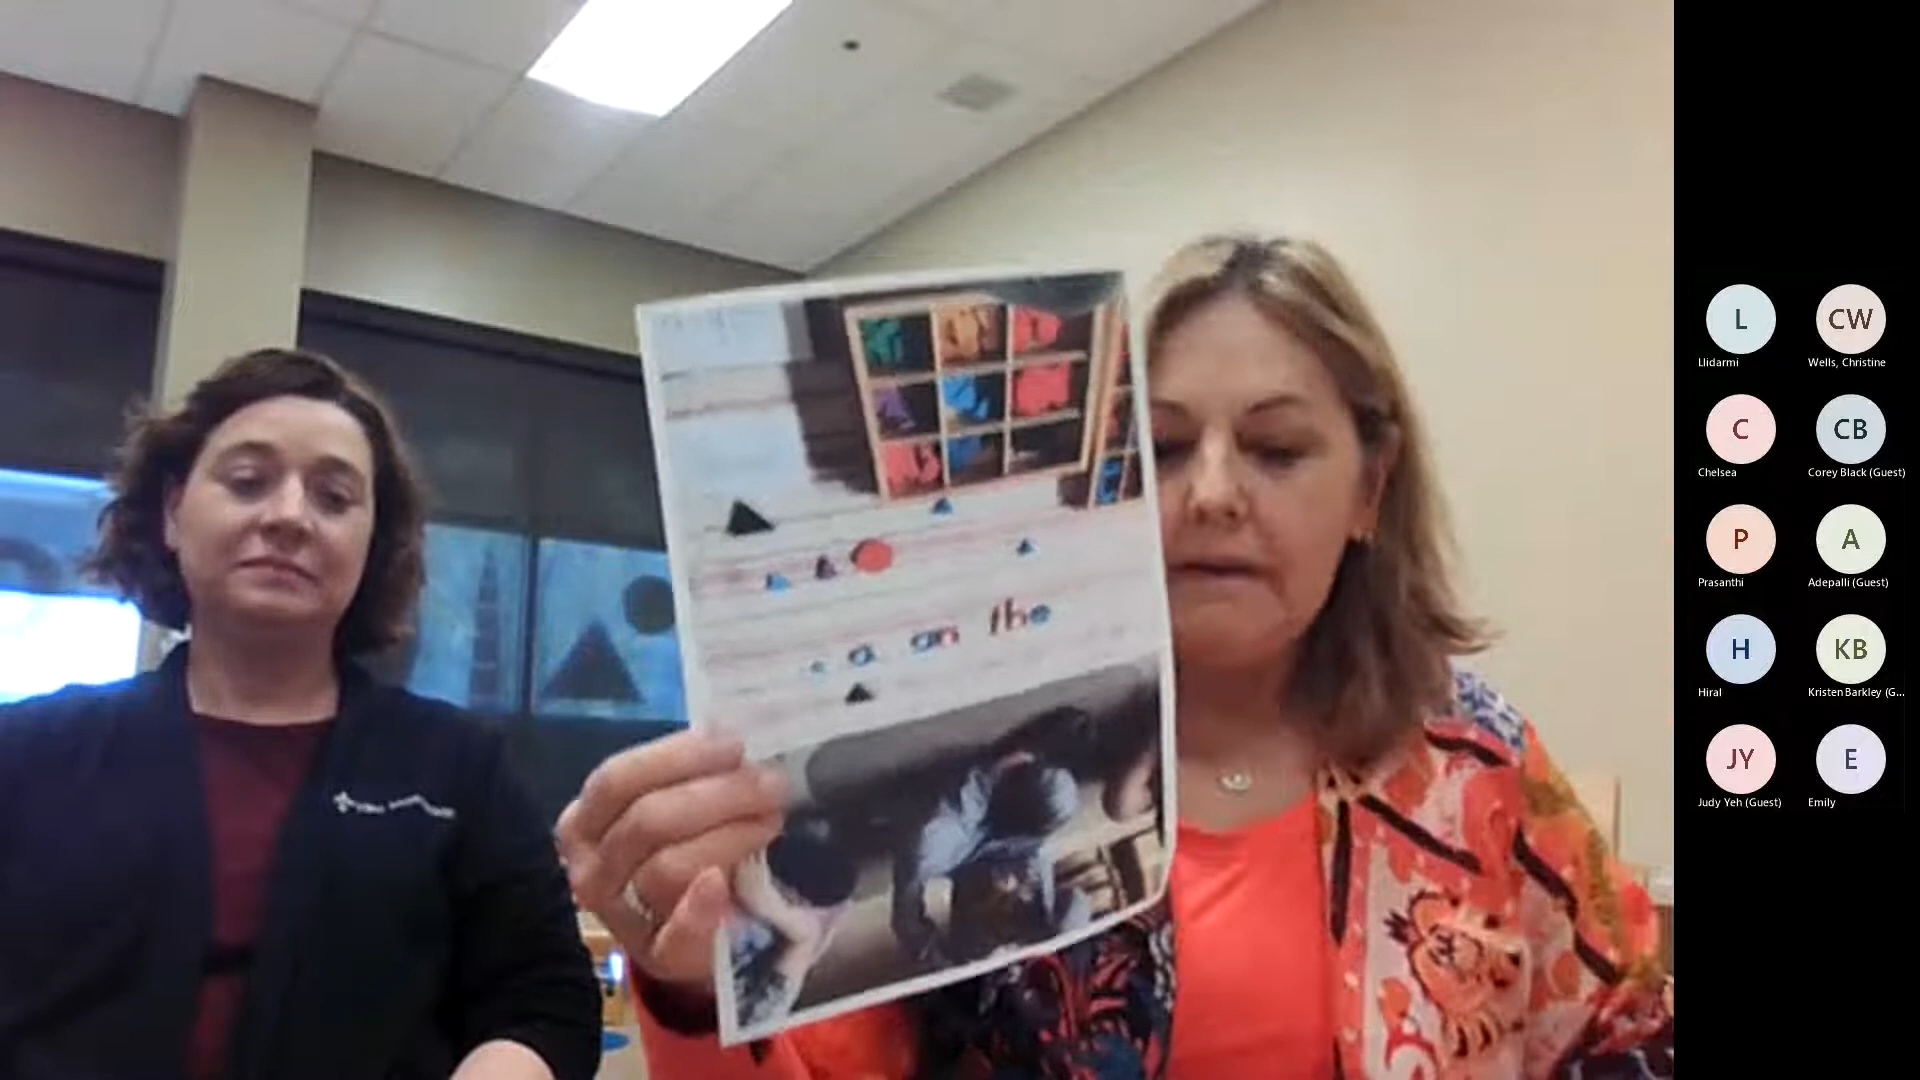 L
CW
Llidarmi
Wells, Christine
C
CB
Chelsea
Corey Black (Guest)
P
A
Prasanthi
Adepalli (Guest)
H
KB
Hiral
Kristen Barkley (G...
JY
E
Judy Yeh (Guest)
Emily
a an the